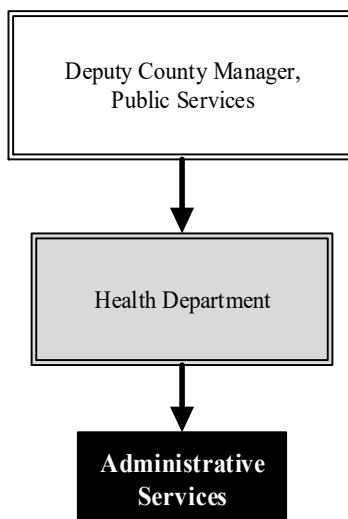 Deputy County Manager,
Public Services
Health Department
Administrative
Services